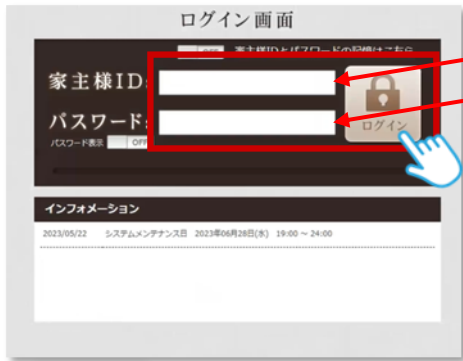 ログイン画面
家主様IDとパスワードの記憶はこちら
家主様ID:
パスワード:
ログイン
パスワード表示 OFF
インフォメーション
2023/05/22 システムメンテナンス日 2023年06月28日(水) 19:00 ~ 24:00